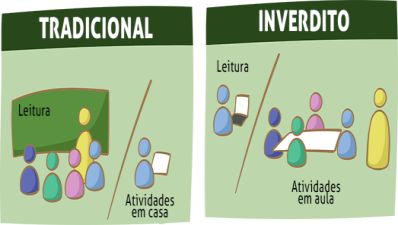 TRADICIONAL
Leitura
Atividades
em casa
INVERDITO
Leitura
Atividades
em aula